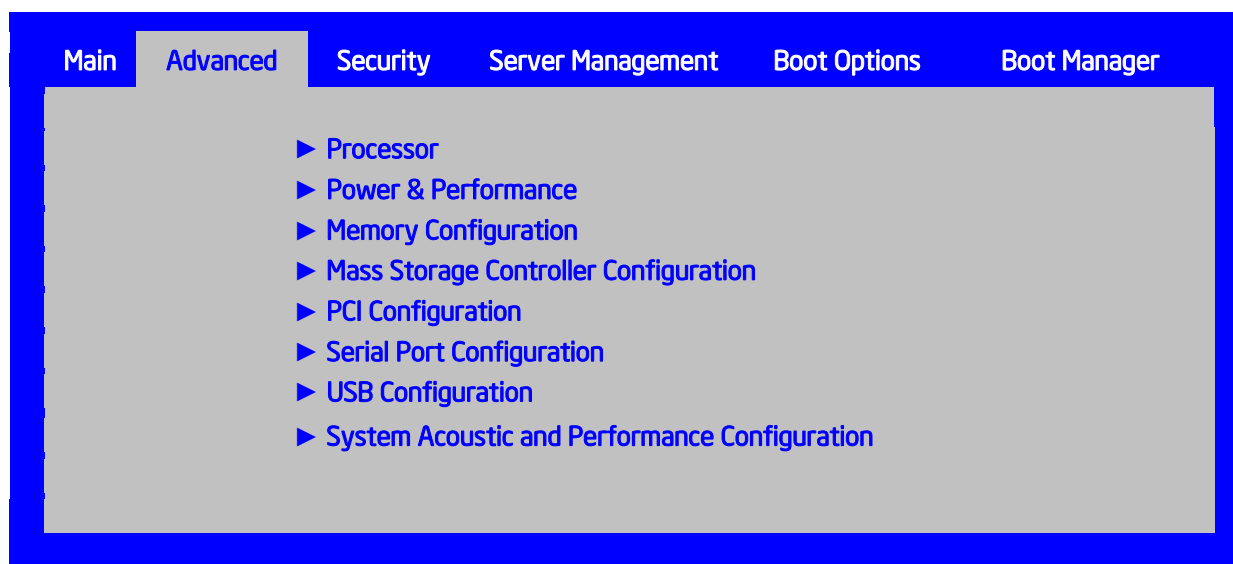 Main Advanced Security Server Management Boot Options Boot Manager
► Processor
► Power & Performance
► Memory Configuration
► Mass Storage Controller Configuration
► PCI Configuration
► Serial Port Configuration
► USB Configuration
► System Acoustic and Performance Configuration